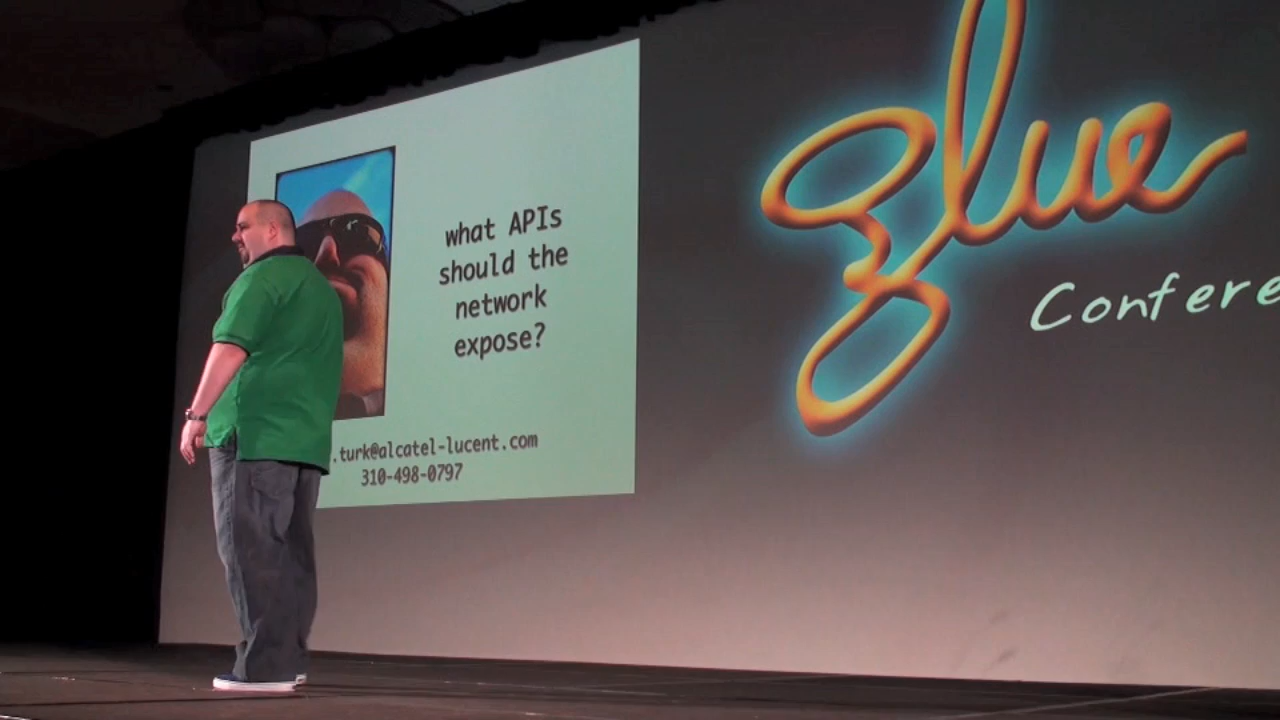 what APIs
should the
network
expose?
.turk@alcatel-lucent.com
310-498-0797
glue
Confere